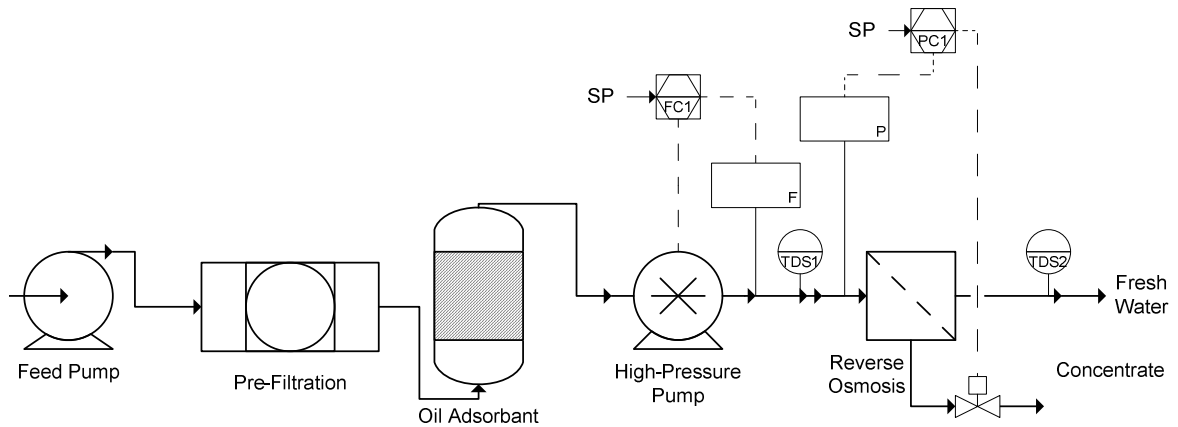 SP
PC1
SP
FC1
P
F
TDS1
TDS2
Fresh
Water
Feed Pump
Pre-Filtration
Oil Adsorbant
High-Pressure
Pump
Reverse
Osmosis
Concentrate